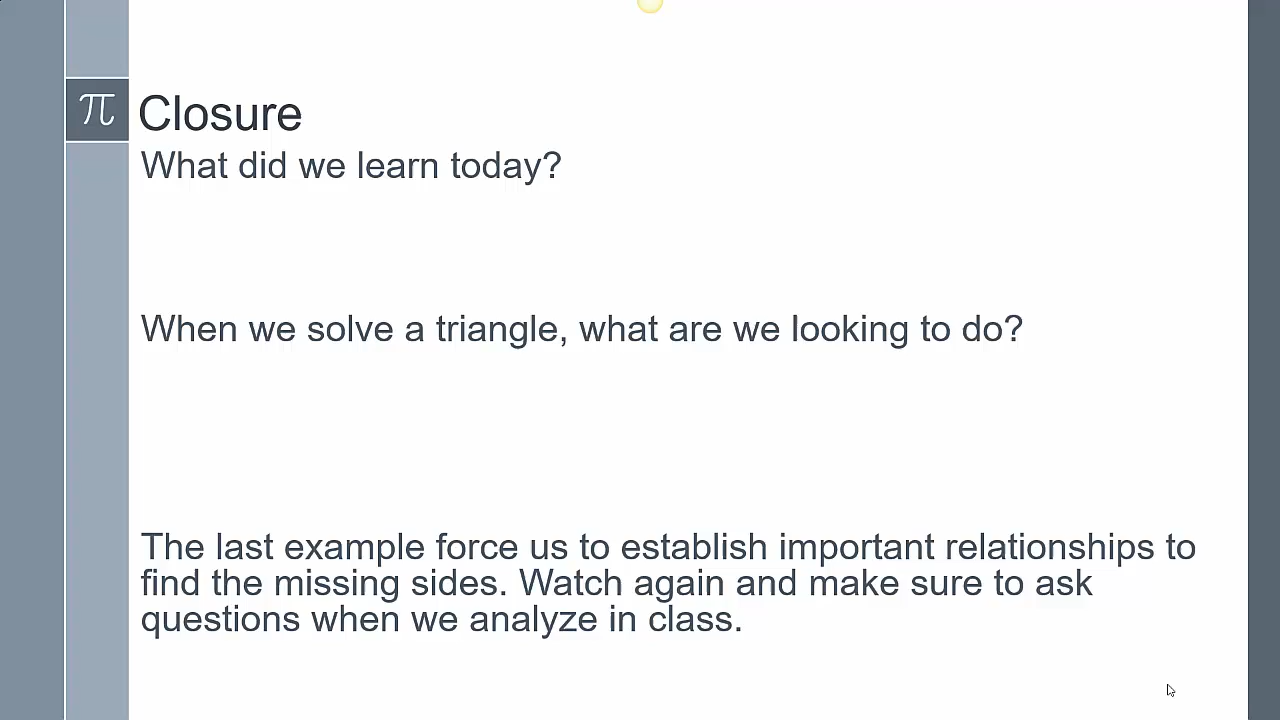 π
Closure
What did we learn today?
When we solve a triangle, what are we looking to do?
The last example force us to establish important relationships to
find the missing sides. Watch again and make sure to ask
questions when we analyze in class.